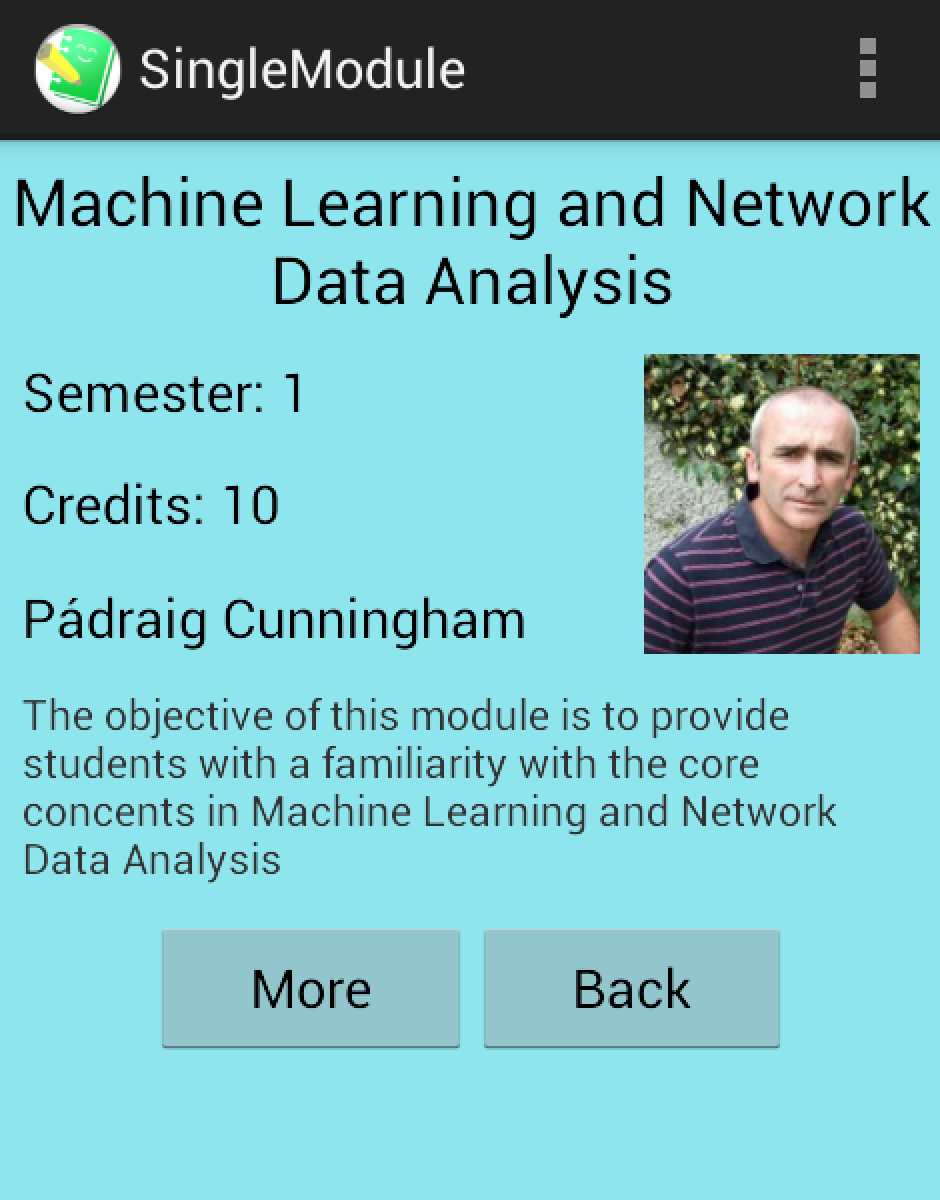 SingleModule
Machine Learning and Network
Data Analysis
Semester: 1
Credits: 10
Pádraig Cunningham
The objective of this module is to provide
students with a familiarity with the core
concents in Machine Learning and Network
Data Analysis
More
Back